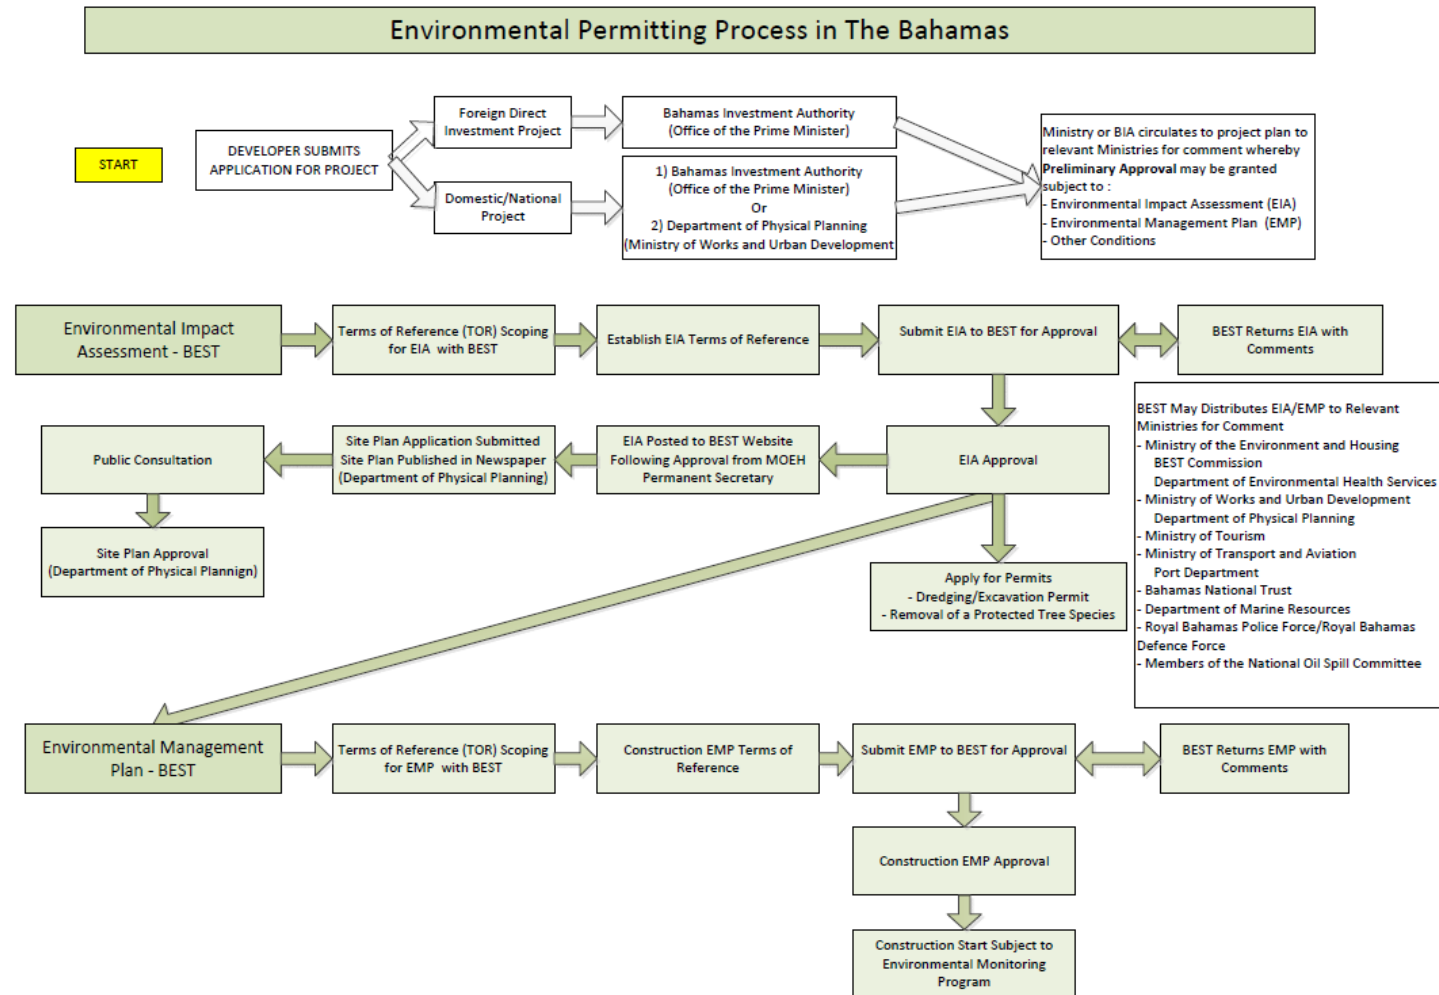 Environmental Permitting Process in The Bahamas
START
DEVELOPER SUBMITS
APPLICATION FOR PROJECT
Foreign Direct
Investment Project
Domestic/National
Project
Bahamas Investment Authority
(Office of the Prime Minister)
1) Bahamas Investment Authority
(Office of the Prime Minister)
Or
2) Department of Physical Planning
(Ministry of Works and Urban Development
Ministry or BIA circulates to project plan to
relevant Ministries for comment whereby
Preliminary Approval may be granted
subject to :
- Environmental Impact Assessment (EIA)
- Environmental Management Plan (EMP)
- Other Conditions
Environmental Impact
Assessment - BEST
Terms of Reference (TOR) Scoping
for EIA with BEST
Establish EIA Terms of Reference
Submit EIA to BEST for Approval
BEST Returns EIA with
Comments
Public Consultation
Site Plan Application Submitted
Site Plan Published in Newspaper
(Department of Physical Planning)
EIA Posted to BEST Website
Following Approval from MOEH
Permanent Secretary
EIA Approval
BEST May Distributes EIA/EMP to Relevant
Ministries for Comment
- Ministry of the Environment and Housing
BEST Commission
Department of Environmental Health Services
- Ministry of Works and Urban Development
Department of Physical Planning
- Ministry of Tourism
- Ministry of Transport and Aviation
Port Department
- Bahamas National Trust
- Department of Marine Resources
- Royal Bahamas Police Force/Royal Bahamas
Defence Force
- Members of the National Oil Spill Committee
Site Plan Approval
(Department of Physical Plannign)
Apply for Permits
- Dredging/Excavation Permit
- Removal of a Protected Tree Species
Environmental Management
Plan - BEST
Terms of Reference (TOR) Scoping
for EMP with BEST
Construction EMP Terms of
Reference
Submit EMP to BEST for Approval
BEST Returns EMP with
Comments
Construction EMP Approval
Construction Start Subject to
Environmental Monitoring
Program